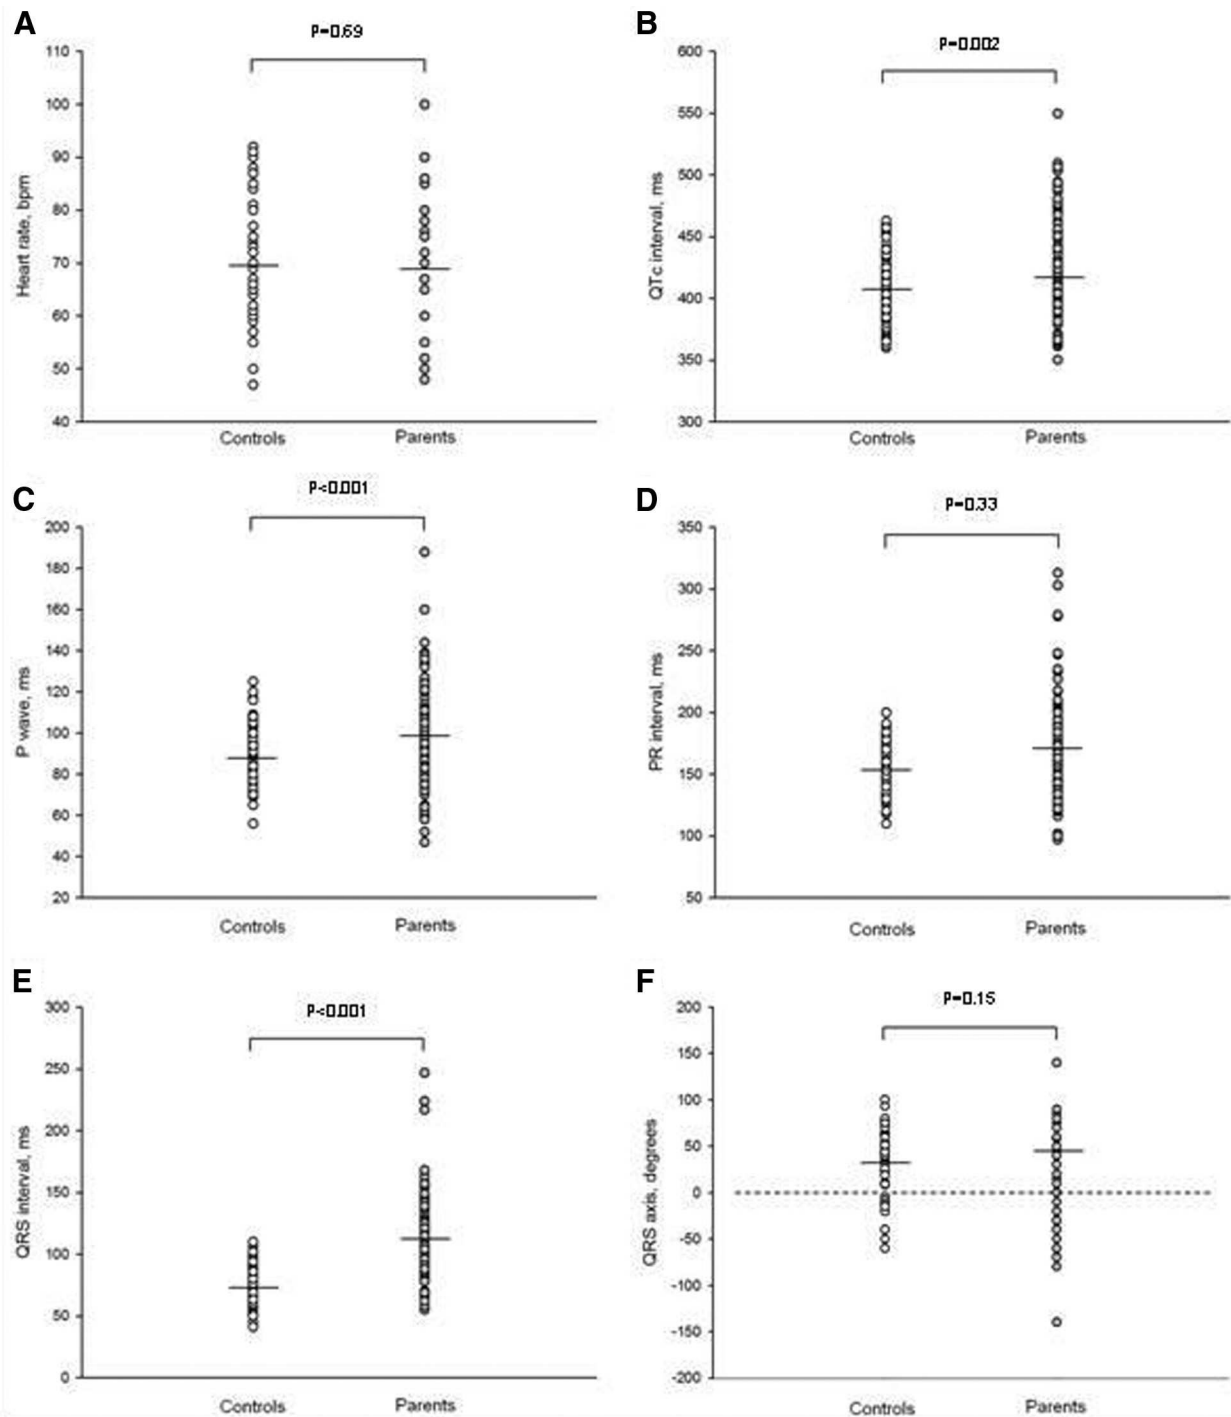 A
P=0.69
110
100
90
80
70
60
50
40
Heart rate, bpm
Controls
Parents
B
P=0.002
600
550
500
450
400
350
300
QTc interval, ms
Controls
Parents
C
P<0.001
200
180
160
140
120
100
80
60
40
20
P wave, ms
Controls
Parents
D
P=0.33
350
300
250
200
150
100
50
PR interval, ms
Controls
Parents
E
P<0.001
300
250
200
150
100
50
0
QRS interval, ms
Controls
Parents
F
P=0.15
200
150
100
50
0
-50
-100
-150
-200
QRS axis, degrees
Controls
Parents